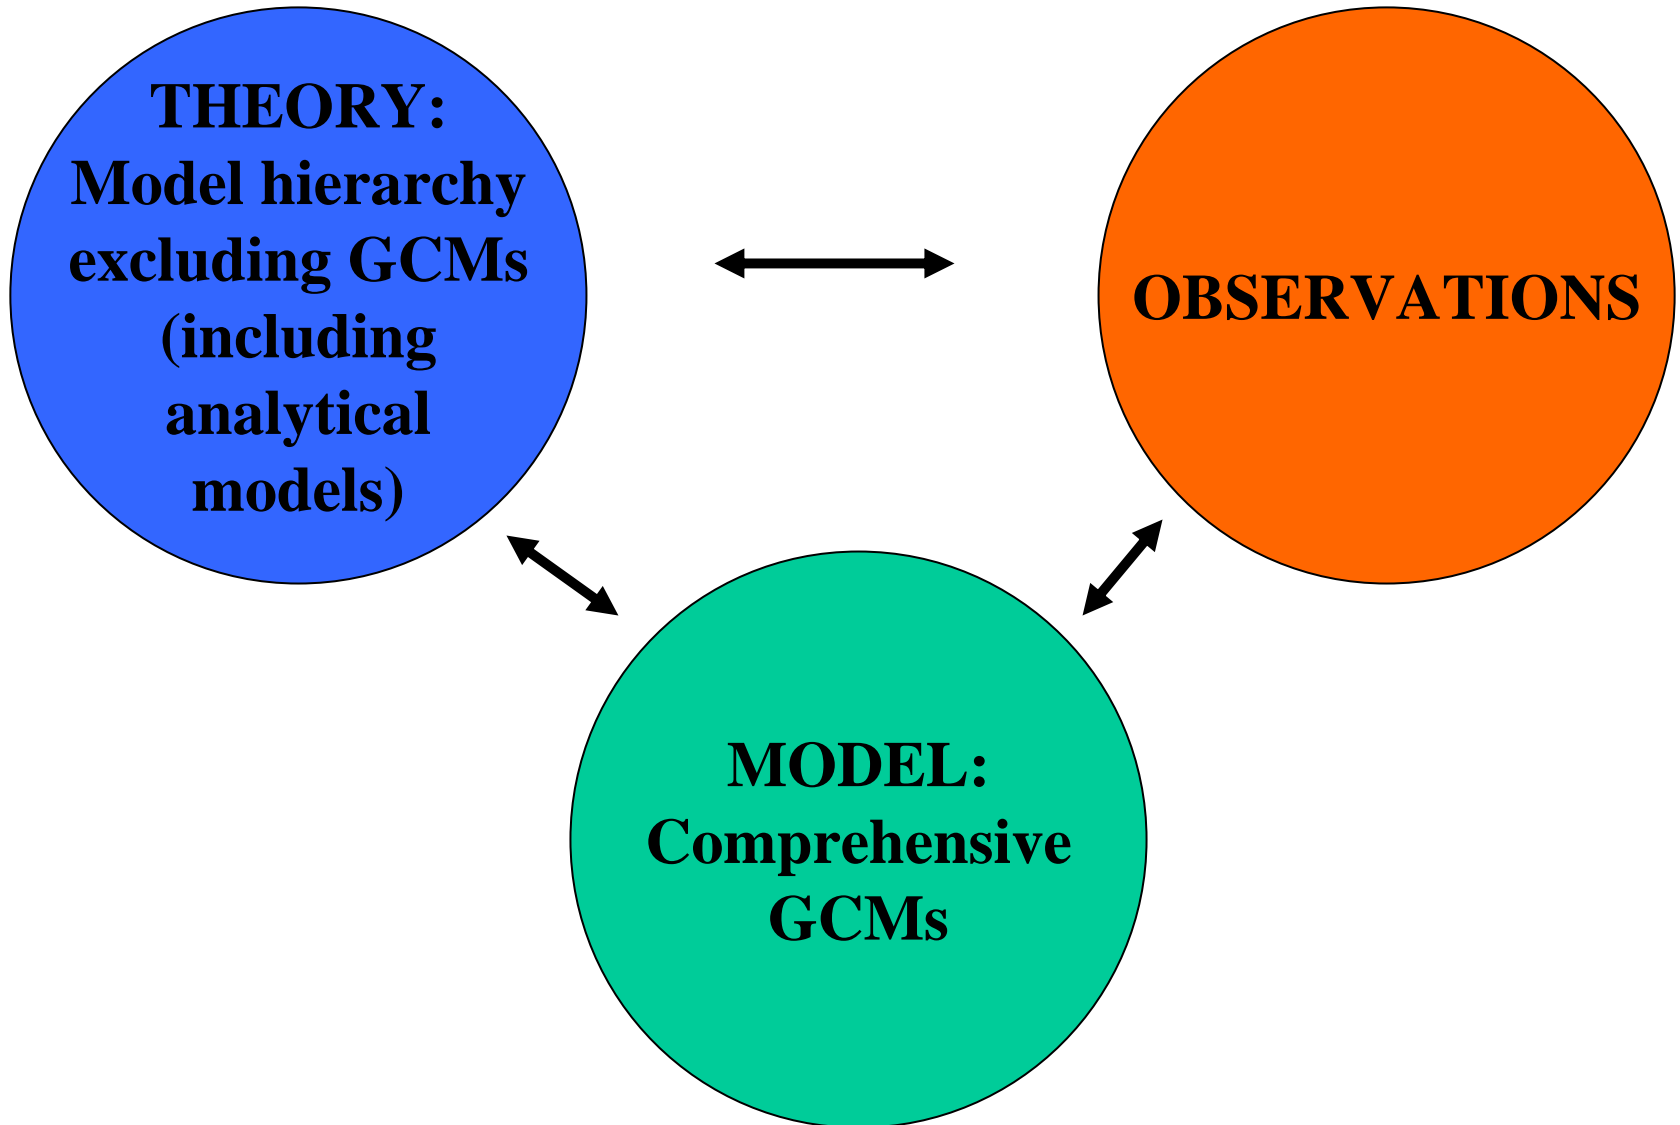 THEORY:
Model hierarchy
excluding GCMs
(including
analytical
models)
OBSERVATIONS
MODEL:
Comprehensive
GCMs